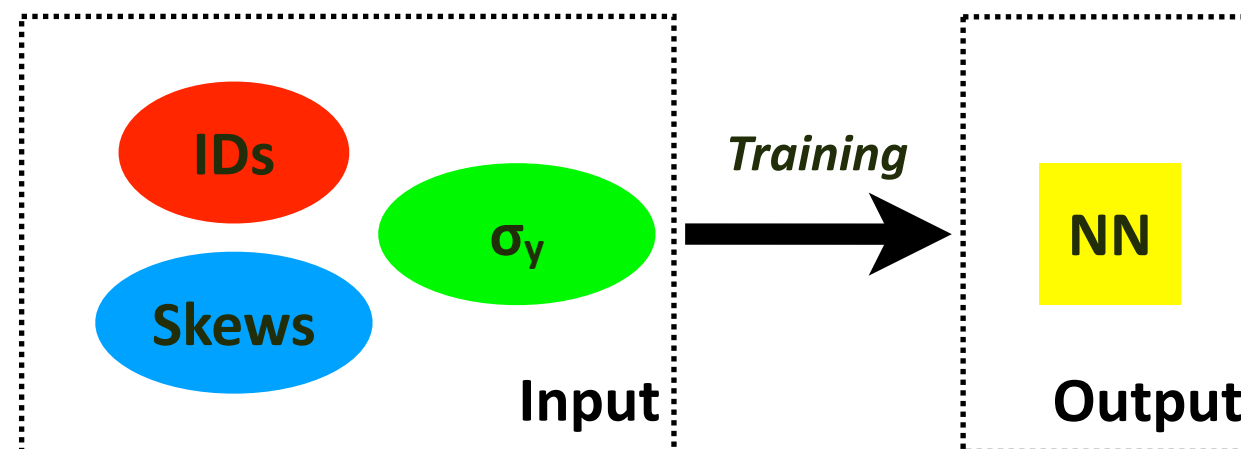 IDs
Skews
σy
Input
Training
NN
Output